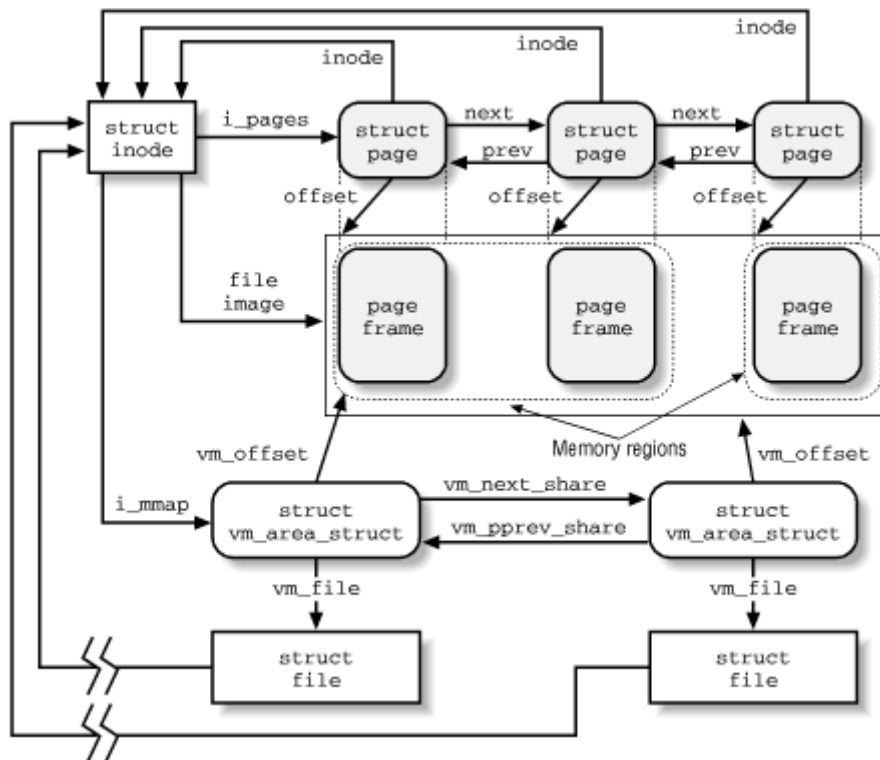 inode
inode
inode
struct
inode
i_pages
struct
page
next
prev
struct
page
next
prev
struct
page
offset
offset
offset
file
image
page
frame
page
frame
page
frame
Memory regions
vm_offset
vm_offset
i_mmap
struct
vm_area_struct
vm_next_share
vm_pprev_share
struct
vm_area_struct
vm_file
vm_file
struct
file
struct
file